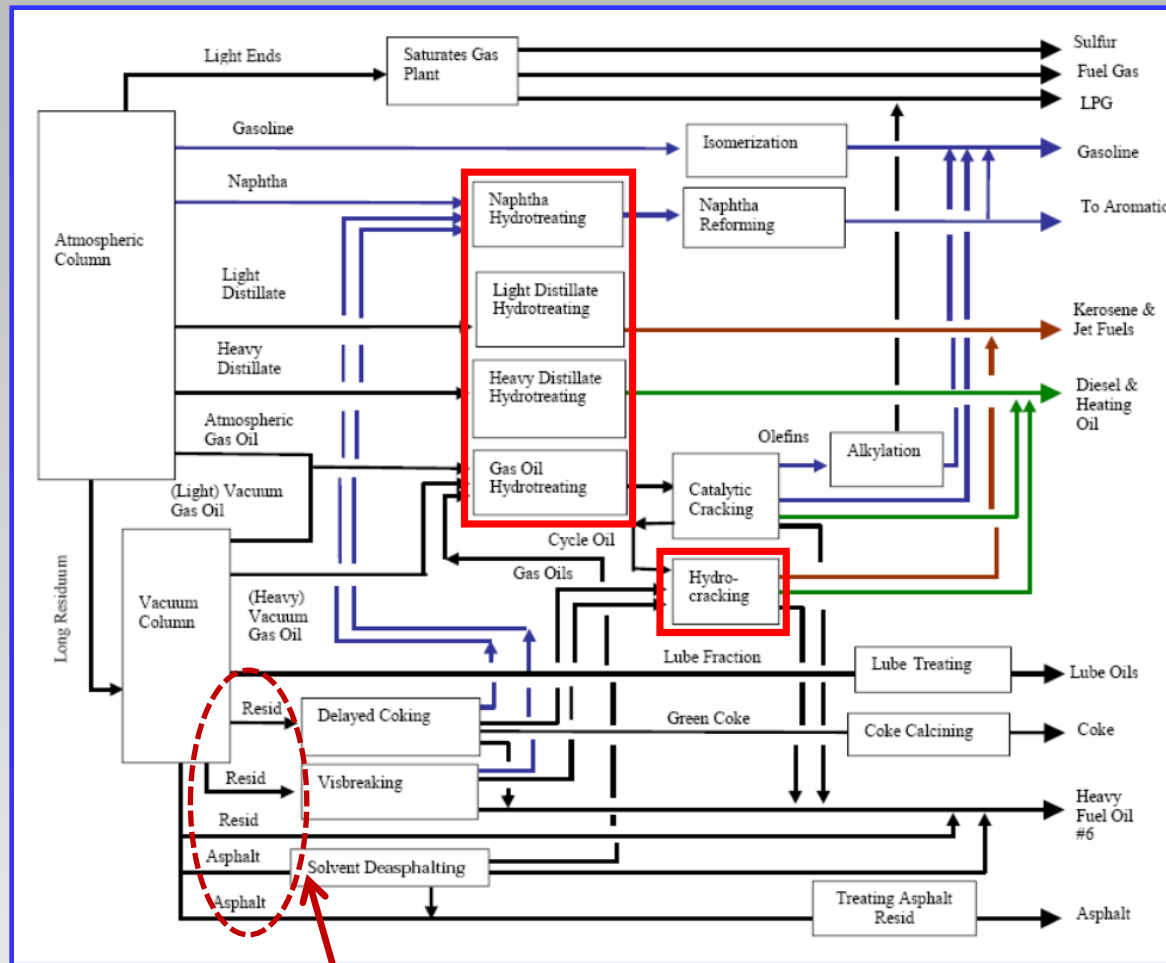 Light Ends
Saturates Gas
Plant
Sulfur
Fuel Gas
LPG
Gasoline
Isomerization
Gasoline
Naphtha
Naphtha
Hydrotreating
Naphtha
Reforming
To Aromatic
Atmospheric
Column
Light
Distillate
Light Distillate
Hydrotreating
Kerosene &
Jet Fuels
Heavy
Distillate
Heavy Distillate
Hydrotreating
Diesel &
Heating
Oil
Atmospheric
Gas Oil
Olefins
Alkylation
Gas Oil
Hydrotreating
Catalytic
Cracking
(Light) Vacuum
Gas Oil
Cycle Oil
Gas Oils
Hydro-
cracking
Long Residuum
Vacuum
Column
(Heavy)
Vacuum
Gas Oil
Lube Fraction
Lube Treating
Lube Oils
Resid
Delayed Coking
Green Coke
Coke Calcining
Coke
Resid
Visbreaking
Heavy
Fuel Oil
#6
Resid
Asphalt
Solvent Deasphalting
Asphalt
Treating Asphalt
Resid
Asphalt